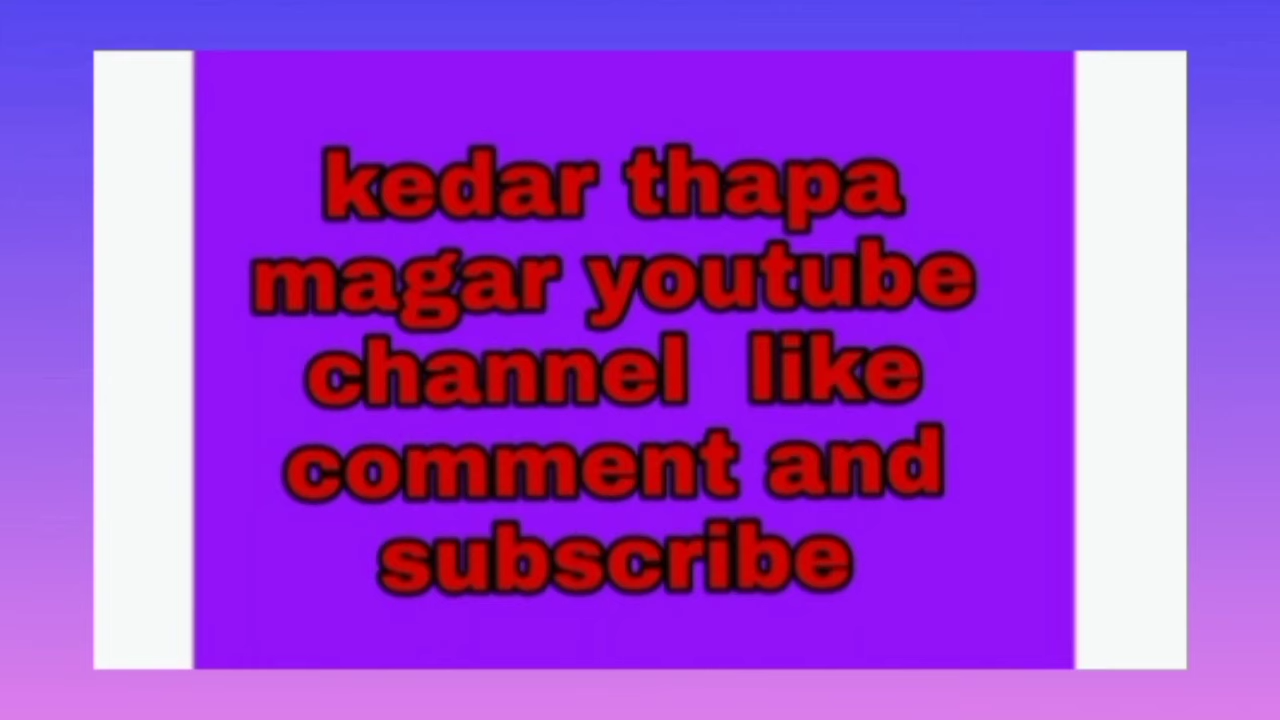 kedar thapa
magar youtube
channel  like
comment and
subscribe